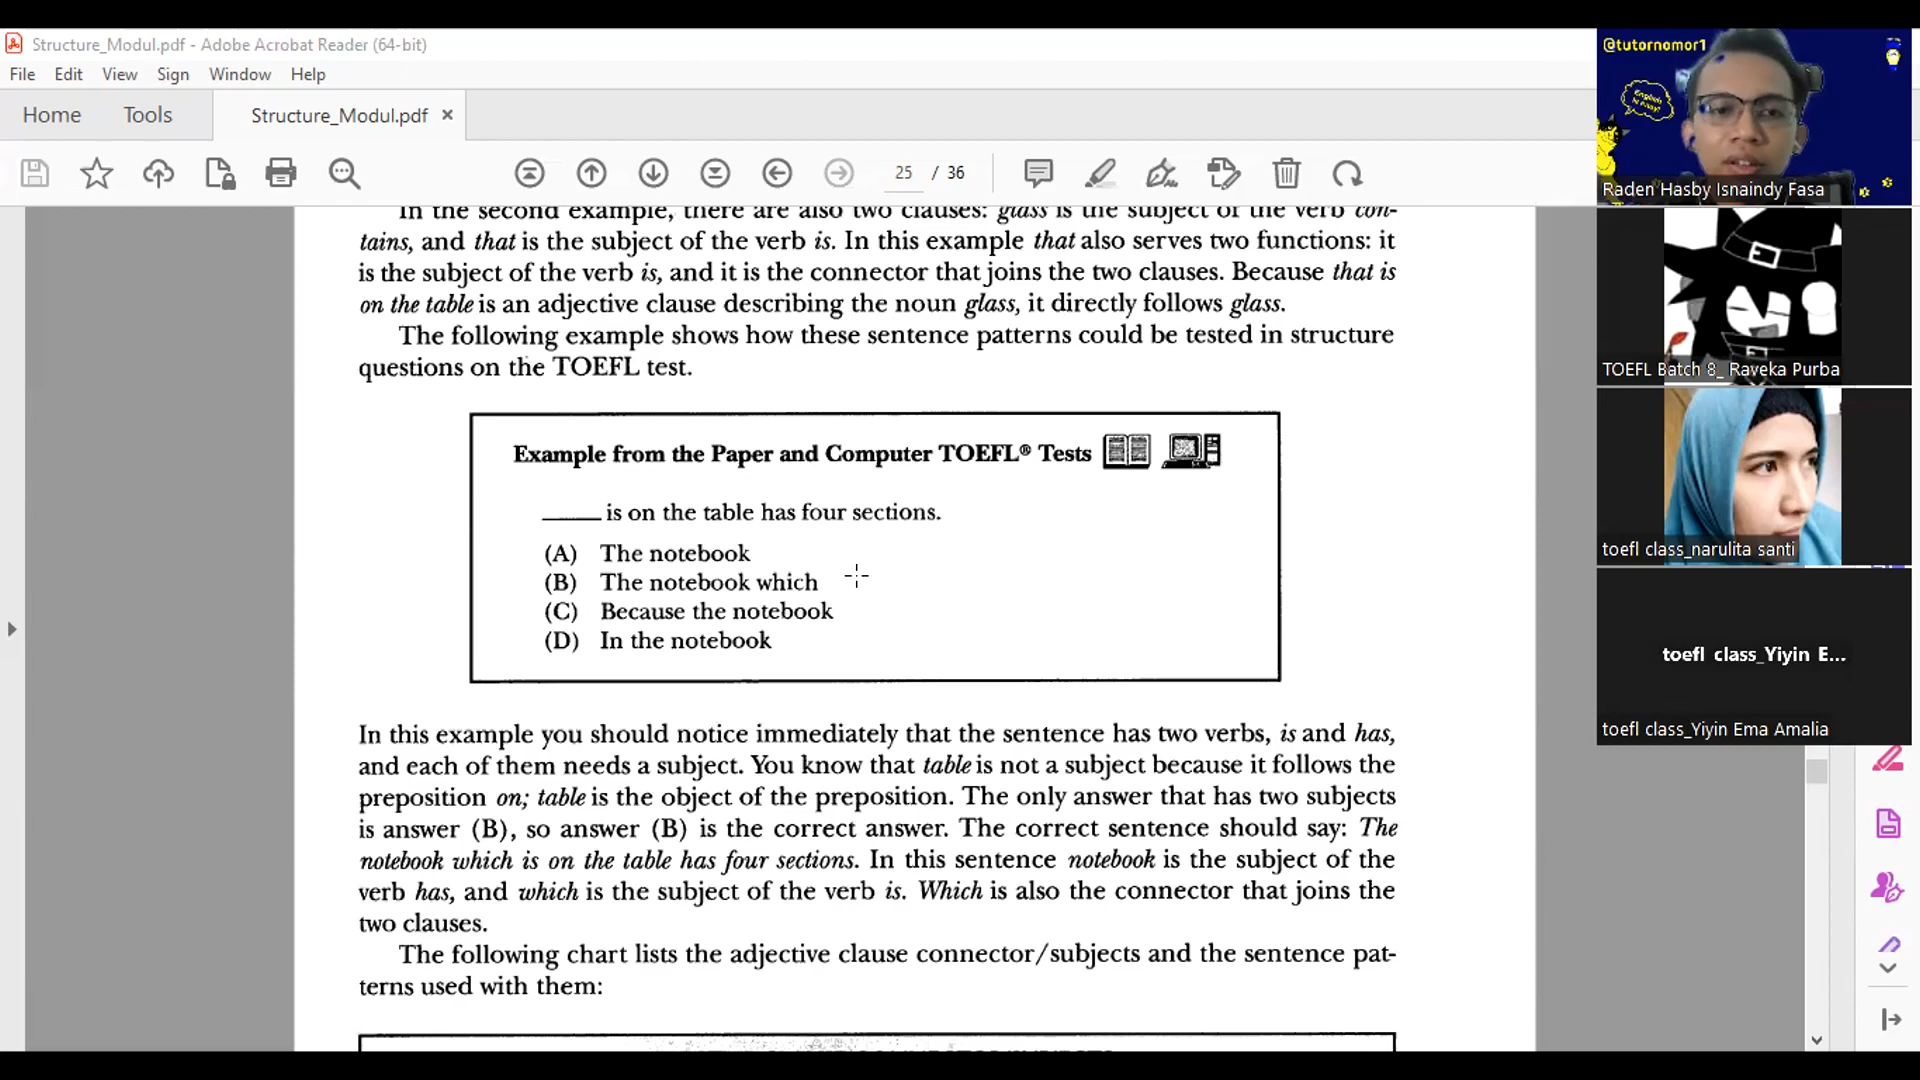 Structure_Modul.pdf - Adobe Acrobat Reader (64-bit)
File Edit View Sign Window Help
Home Tools Structure_Modul.pdf ×
25 / 36
In the second example, there are also two clauses: glass is the subject of the verb con-
tains, and that is the subject of the verb is. In this example that also serves two functions: it
is the subject of the verb is, and it is the connector that joins the two clauses. Because that is
on the table is an adjective clause describing the noun glass, it directly follows glass.
The following example shows how these sentence patterns could be tested in structure
questions on the TOEFL test.
Example from the Paper and Computer TOEFL® Tests
_____ is on the table has four sections.
(A) The notebook
(B) The notebook which
(C) Because the notebook
(D) In the notebook
In this example you should notice immediately that the sentence has two verbs, is and has,
and each of them needs a subject. You know that table is not a subject because it follows the
preposition on; table is the object of the preposition. The only answer that has two subjects
is answer (B), so answer (B) is the correct answer. The correct sentence should say: The
notebook which is on the table has four sections. In this sentence notebook is the subject of the
verb has, and which is the subject of the verb is. Which is also the connector that joins the
two clauses.
The following chart lists the adjective clause connector/subjects and the sentence pat-
terns used with them:
@tutornomor1
English is easy!
Raden Hasby Isnaindy Fasa
TOEFL Batch 8_ Raveka Purba
toefl class_narulita santi
toefl class_Yiyin E...
toefl class_Yiyin Ema Amalia